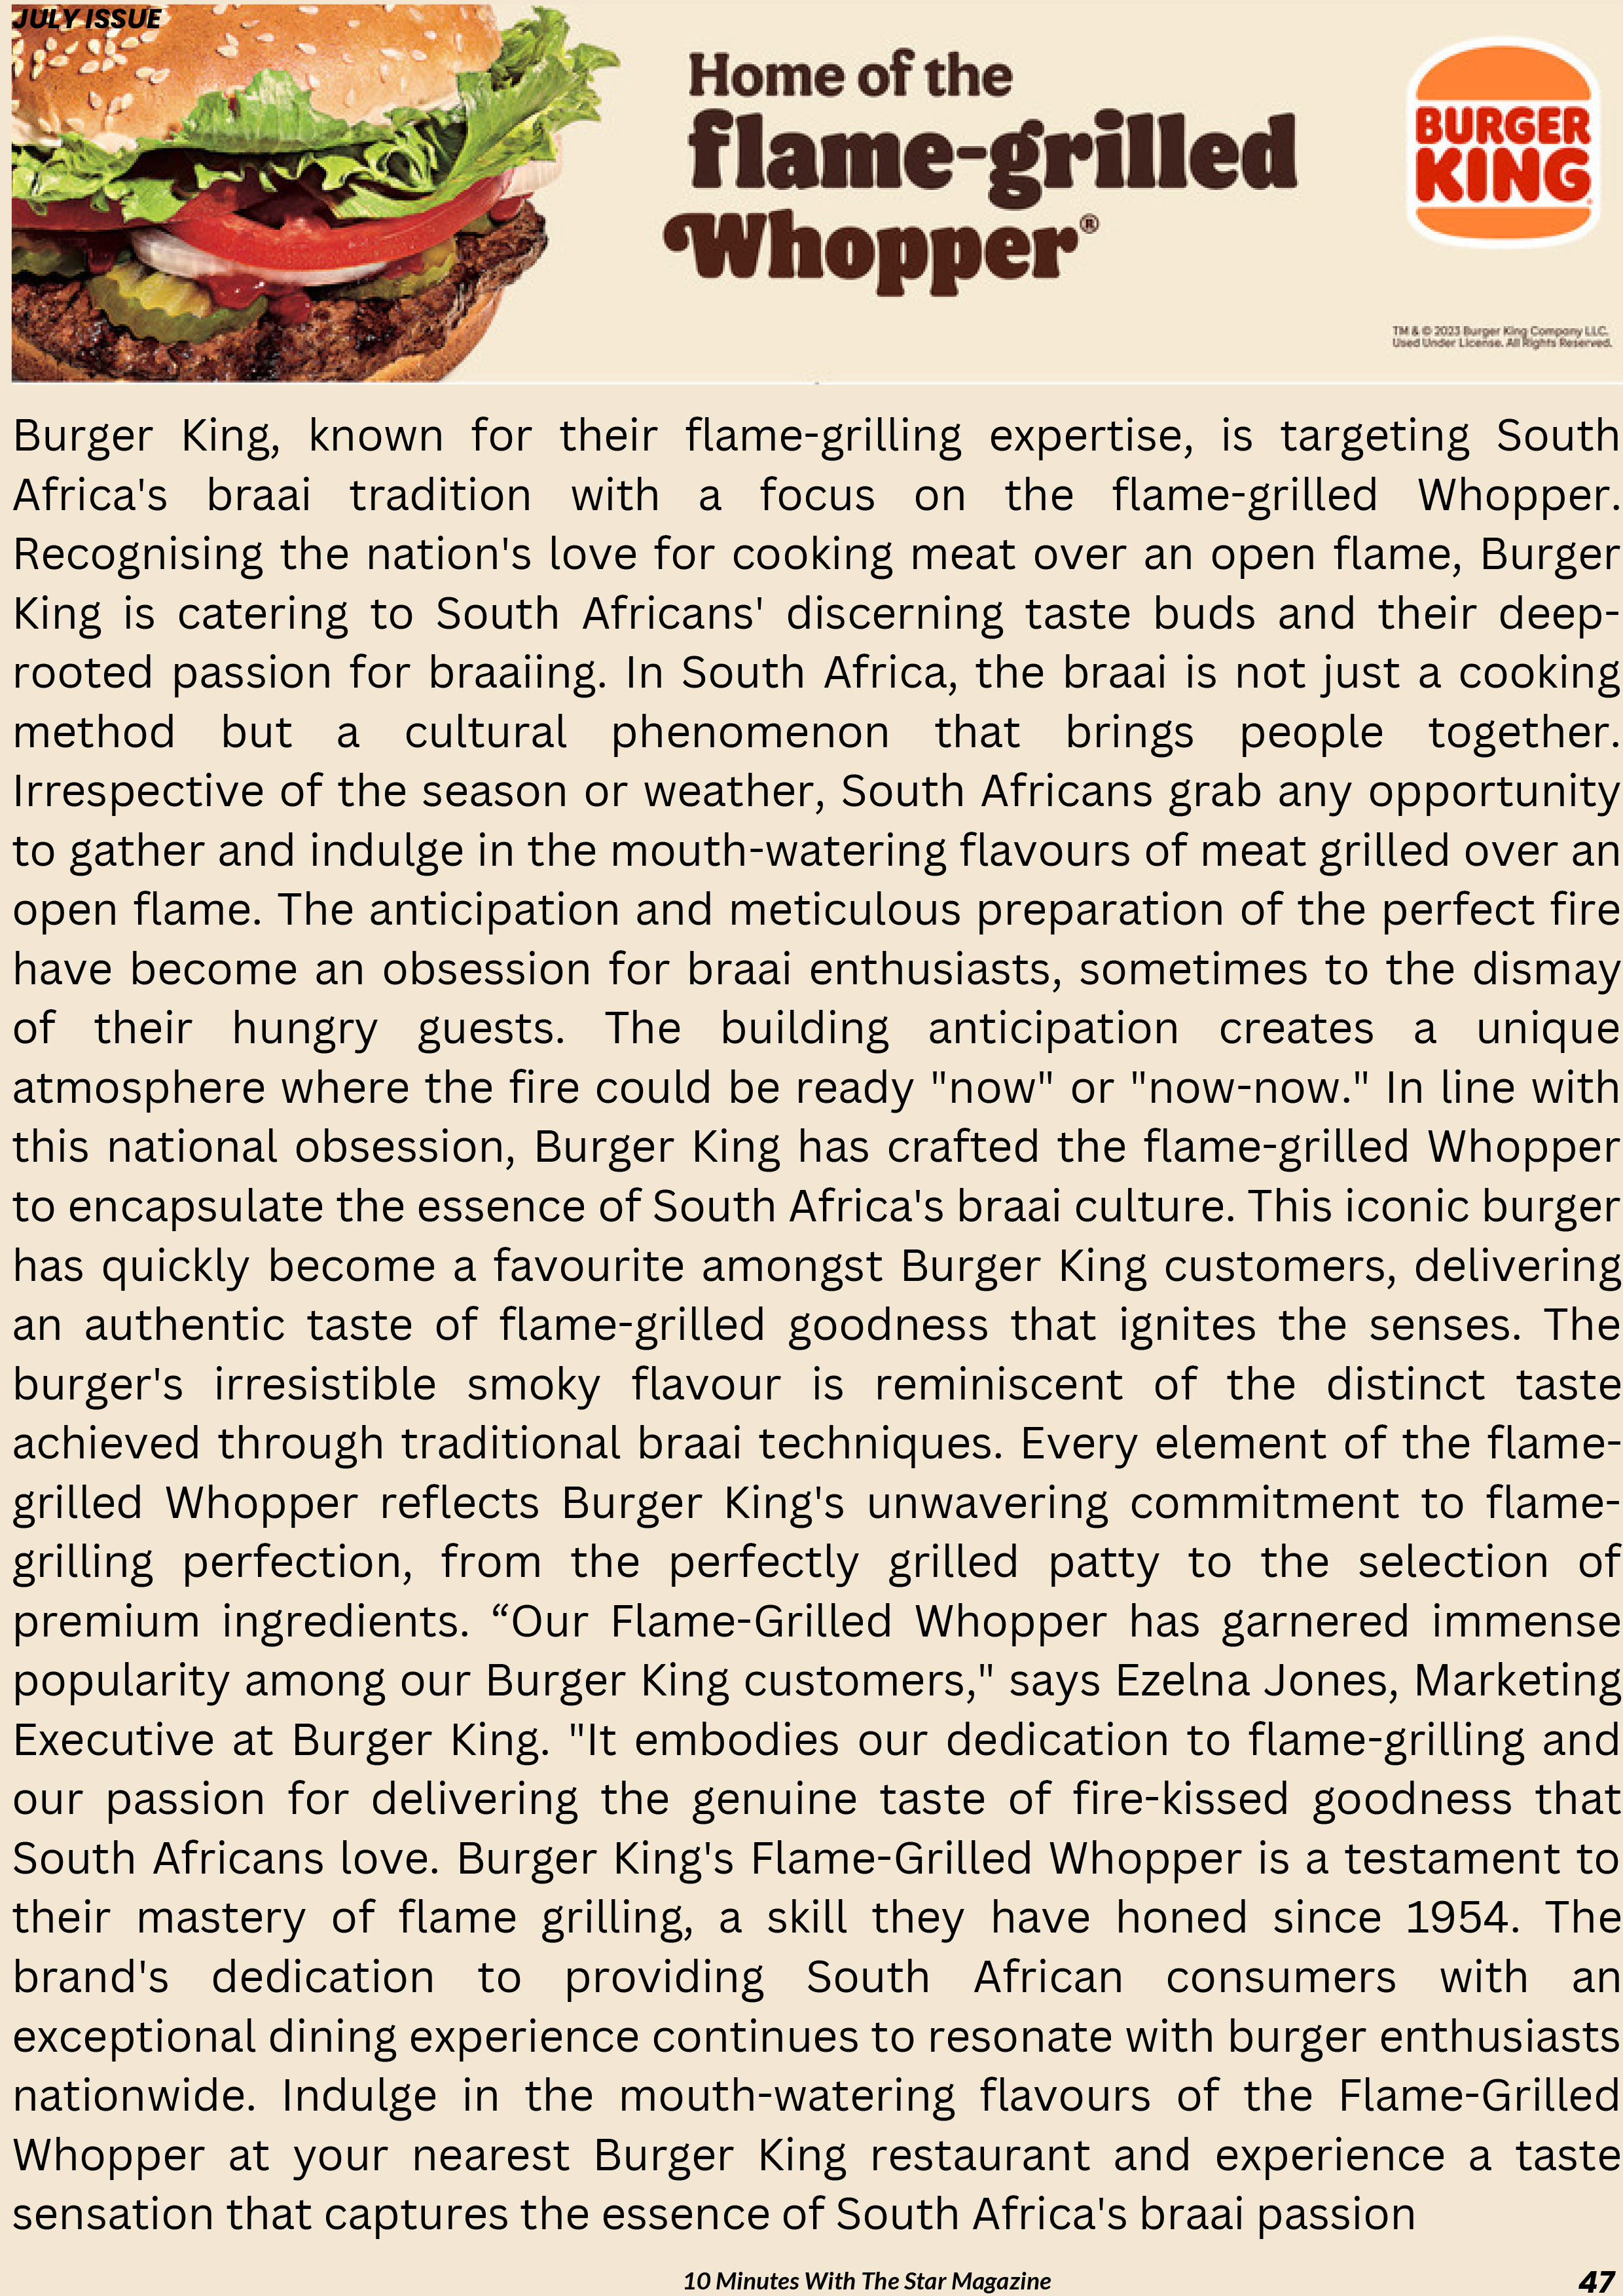 JULY ISSUE
Home of the
flame-grilled
Whopper®
BURGER
KING
TM & © 2023 Burger King Company LLC.
Used Under License. All Rights Reserved.
Burger King, known for their flame-grilling expertise, is targeting South
Africa's braai tradition with a focus on the flame-grilled Whopper.
Recognising the nation's love for cooking meat over an open flame, Burger
King is catering to South Africans' discerning taste buds and their deep-
rooted passion for braaiing. In South Africa, the braai is not just a cooking
method but a cultural phenomenon that brings people together.
Irrespective of the season or weather, South Africans grab any opportunity
to gather and indulge in the mouth-watering flavours of meat grilled over an
open flame. The anticipation and meticulous preparation of the perfect fire
have become an obsession for braai enthusiasts, sometimes to the dismay
of their hungry guests. The building anticipation creates a unique
atmosphere where the fire could be ready "now" or "now-now." In line with
this national obsession, Burger King has crafted the flame-grilled Whopper
to encapsulate the essence of South Africa's braai culture. This iconic burger
has quickly become a favourite amongst Burger King customers, delivering
an authentic taste of flame-grilled goodness that ignites the senses. The
burger's irresistible smoky flavour is reminiscent of the distinct taste
achieved through traditional braai techniques. Every element of the flame-
grilled Whopper reflects Burger King's unwavering commitment to flame-
grilling perfection, from the perfectly grilled patty to the selection of
premium ingredients. “Our Flame-Grilled Whopper has garnered immense
popularity among our Burger King customers," says Ezelna Jones, Marketing
Executive at Burger King. "It embodies our dedication to flame-grilling and
our passion for delivering the genuine taste of fire-kissed goodness that
South Africans love. Burger King's Flame-Grilled Whopper is a testament to
their mastery of flame grilling, a skill they have honed since 1954. The
brand's dedication to providing South African consumers with an
exceptional dining experience continues to resonate with burger enthusiasts
nationwide. Indulge in the mouth-watering flavours of the Flame-Grilled
Whopper at your nearest Burger King restaurant and experience a taste
sensation that captures the essence of South Africa's braai passion
10 Minutes With The Star Magazine
47